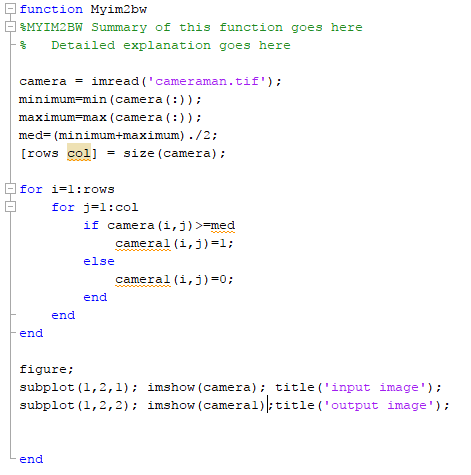 function Myim2bw
%MYIM2BW Summary of this function goes here
%   Detailed explanation goes here
camera = imread('cameraman.tif');
minimum=min(camera(:));
maximum=max(camera(:));
med=(minimum+maximum)./2;
[rows col] = size(camera);
for i=1:rows
    for j=1:col
        if camera(i,j)>=med
            camera1(i,j)=1;
        else
            camera1(i,j)=0;
        end
    end
end
figure;
subplot(1,2,1); imshow(camera); title('input image');
subplot(1,2,2); imshow(camera1);title('output image');
end